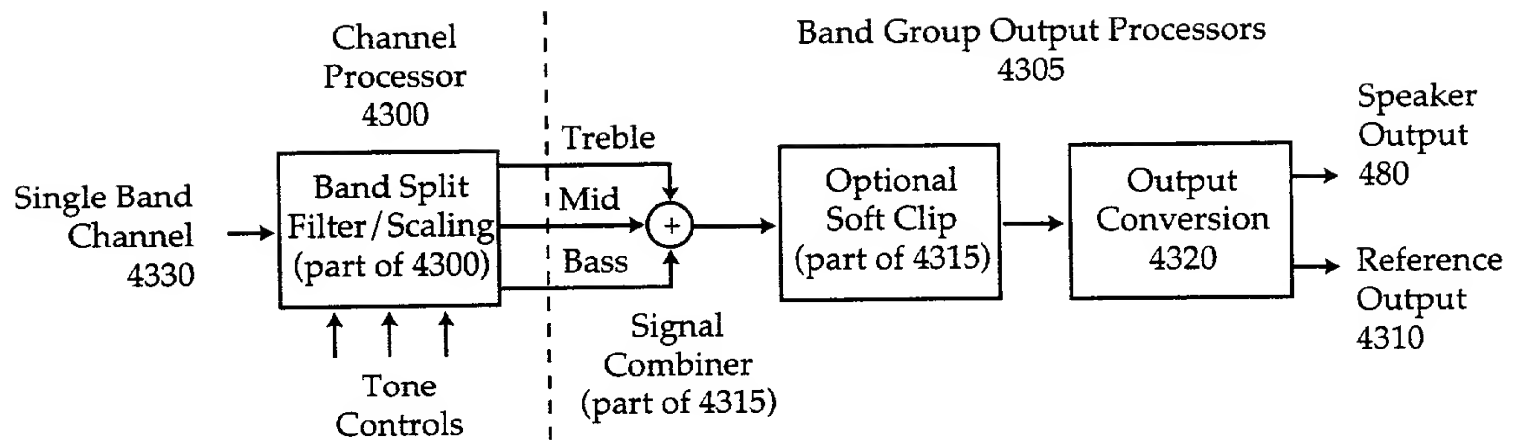 Channel
Processor
4300
Band Group Output Processors
4305
Single Band
Channel
4330
Band Split
Filter/Scaling
(part of 4300)
Tone
Controls
Treble
Mid
Bass
+
Signal
Combiner
(part of 4315)
Optional
Soft Clip
(part of 4315)
Output
Conversion
4320
Speaker
Output
480
Reference
Output
4310